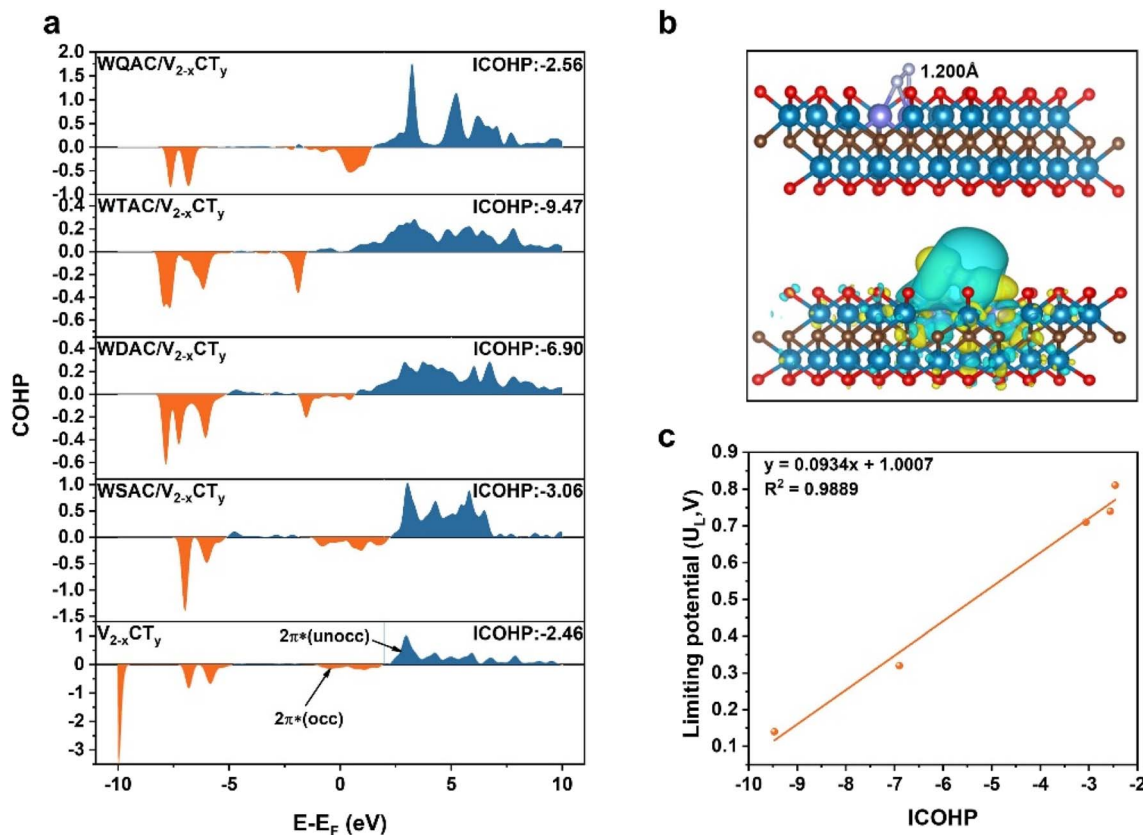 a
WQAC/V2-xCTy ICOHP:-2.56
2.0
1.5
1.0
0.5
0.0
-0.5
-1.0
WTAC/V2-xCTy ICOHP:-9.47
0.4
0.2
0.0
-0.2
-0.4
-0.6
WDAC/V2-xCTy ICOHP:-6.90
0.4
0.2
0.0
-0.2
-0.4
-0.6
WSAC/V2-xCTy ICOHP:-3.06
1.0
0.5
0.0
-0.5
-1.0
-1.5
V2-xCTy ICOHP:-2.46
2π*(unocc)
2π*(occ)
1
0
-1
-2
-3
-10 -5 0 5 10
COHP
E-EF (eV)
b
1.200Å
c
y = 0.0934x + 1.0007
R² = 0.9889
0.9
0.8
0.7
0.6
0.5
0.4
0.3
0.2
0.1
-10 -9 -8 -7 -6 -5 -4 -3 -2
Limiting potential (UL,V)
ICOHP